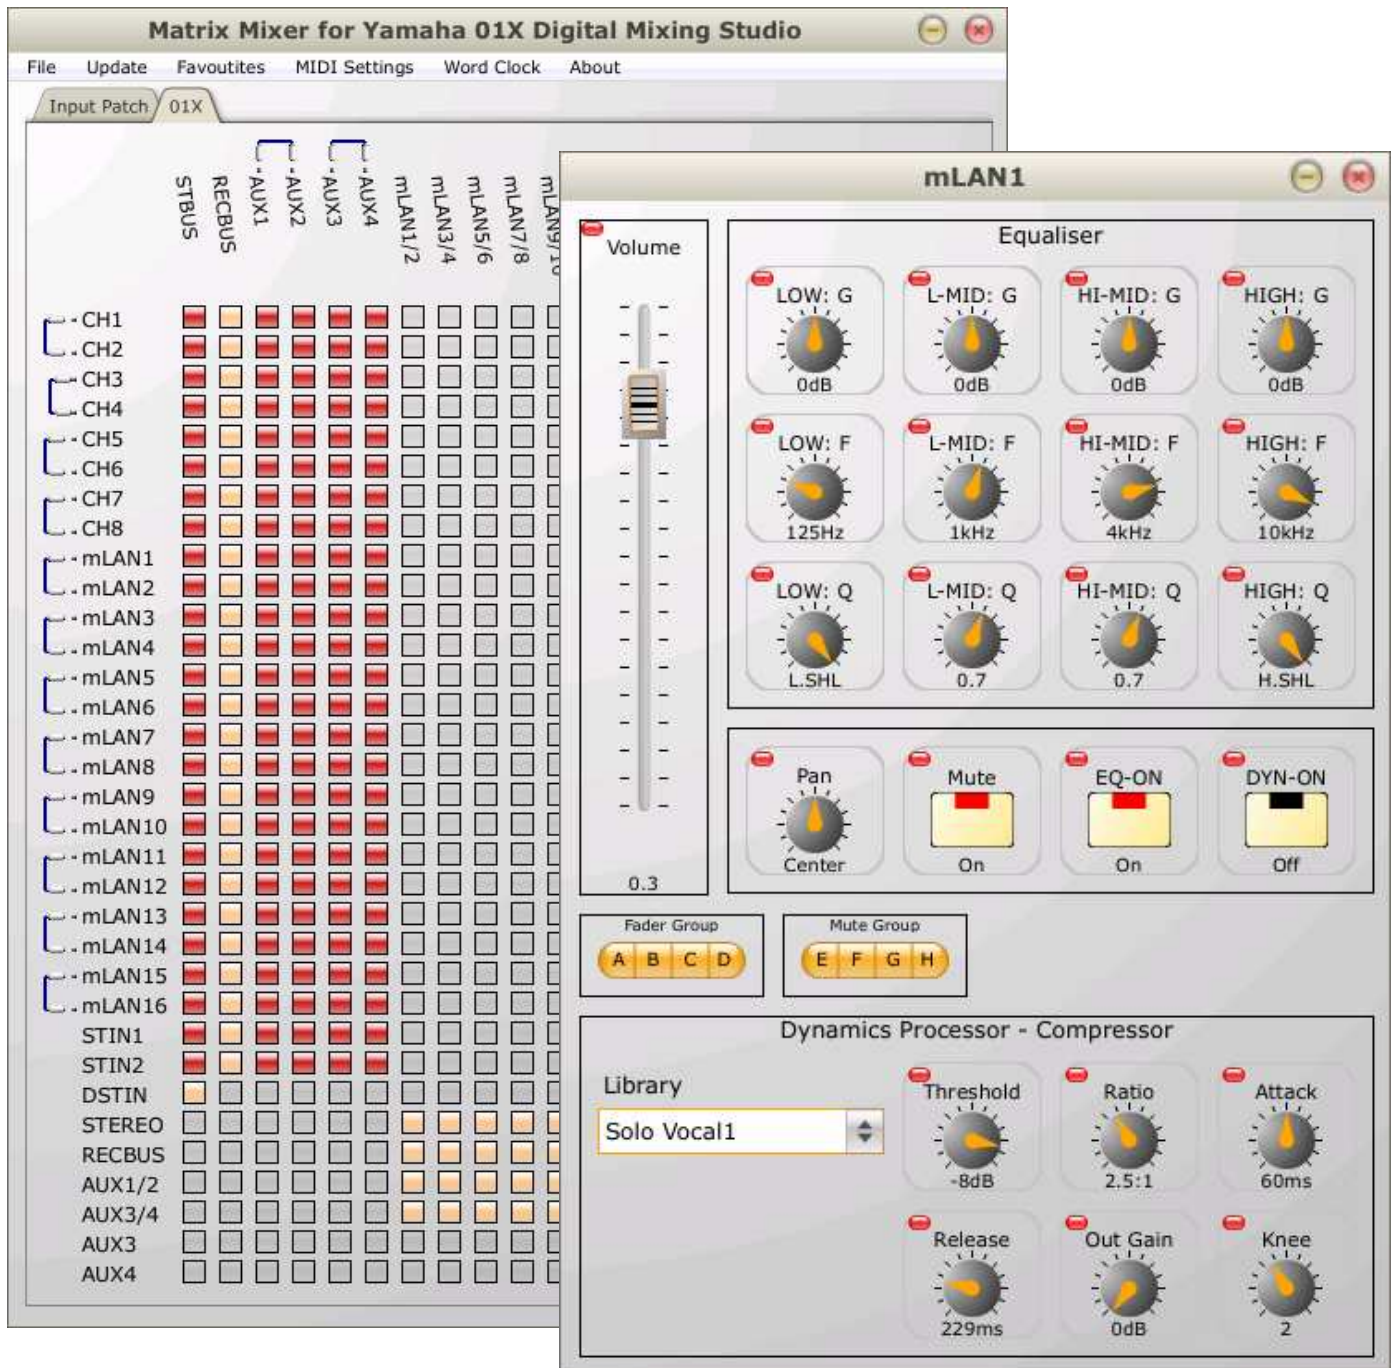 Matrix Mixer for Yamaha 01X Digital Mixing Studio
File Update Favoutites MIDI Settings Word Clock About
Input Patch 01X
STBUS RECBUS AUX1 AUX2 AUX3 AUX4 mLAN1/2 mLAN3/4 mLAN5/6 mLAN7/8 mLAN9/10
CH1
CH2
CH3
CH4
CH5
CH6
CH7
CH8
mLAN1
mLAN2
mLAN3
mLAN4
mLAN5
mLAN6
mLAN7
mLAN8
mLAN9
mLAN10
mLAN11
mLAN12
mLAN13
mLAN14
mLAN15
mLAN16
STIN1
STIN2
DSTIN
STEREO
RECBUS
AUX1/2
AUX3/4
AUX3
AUX4
mLAN1
Volume
0.3
Equaliser
LOW: G L-MID: G HI-MID: G HIGH: G
0dB 0dB 0dB 0dB
LOW: F L-MID: F HI-MID: F HIGH: F
125Hz 1kHz 4kHz 10kHz
LOW: Q L-MID: Q HI-MID: Q HIGH: Q
L.SHL 0.7 0.7 H.SHL
Pan Mute EQ-ON DYN-ON
Center On On Off
Fader Group
A B C D
Mute Group
E F G H
Dynamics Processor - Compressor
Library
Solo Vocal1
Threshold Ratio Attack
-8dB 2.5:1 60ms
Release Out Gain Knee
229ms 0dB 2